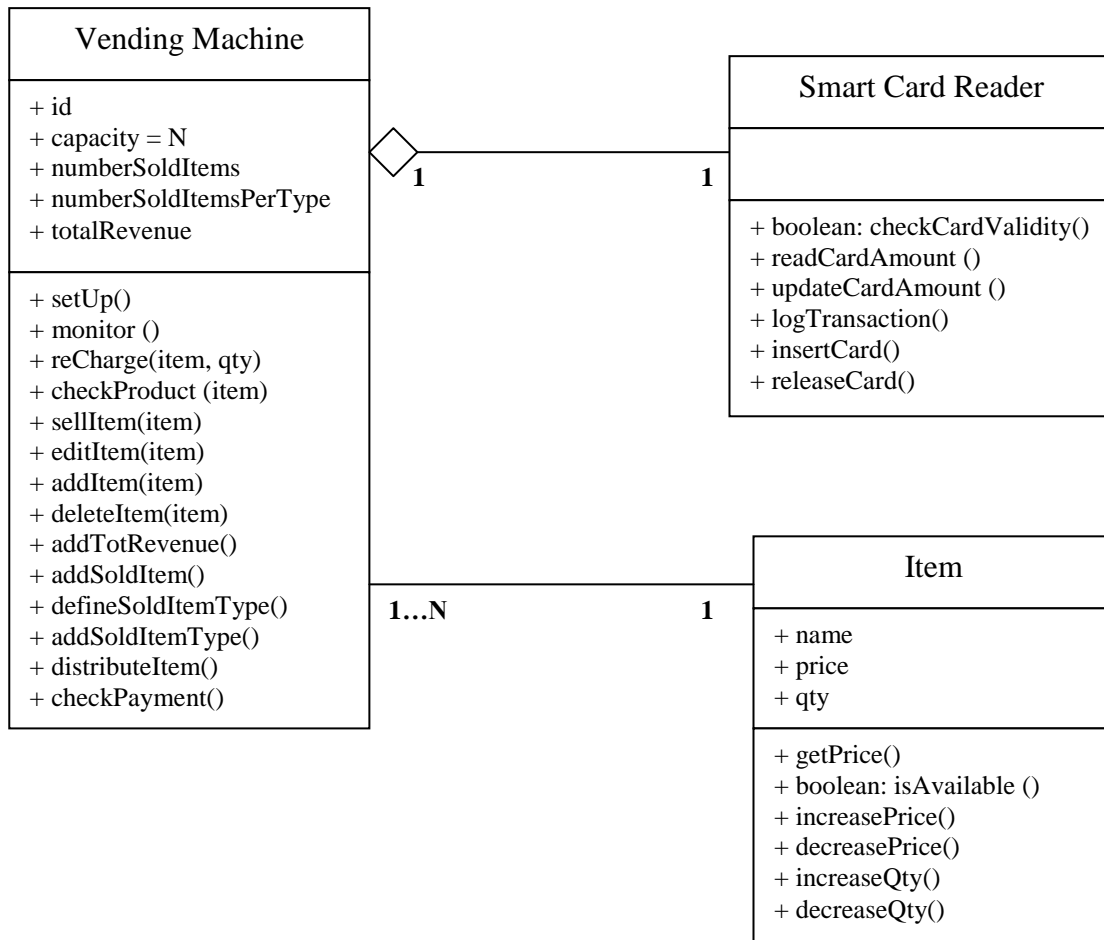 Vending Machine
+ id
+ capacity = N
+ numberSoldItems
+ numberSoldItemsPerType
+ totalRevenue
+ setUp()
+ monitor ()
+ reCharge(item, qty)
+ checkProduct (item)
+ sellItem(item)
+ editItem(item)
+ addItem(item)
+ deleteItem(item)
+ addTotRevenue()
+ addSoldItem()
+ defineSoldItemType()
+ addSoldItemType()
+ distributeItem()
+ checkPayment()
1
1
Smart Card Reader
+ boolean: checkCardValidity()
+ readCardAmount ()
+ updateCardAmount ()
+ logTransaction()
+ insertCard()
+ releaseCard()
1…N
1
Item
+ name
+ price
+ qty
+ getPrice()
+ boolean: isAvailable ()
+ increasePrice()
+ decreasePrice()
+ increaseQty()
+ decreaseQty()